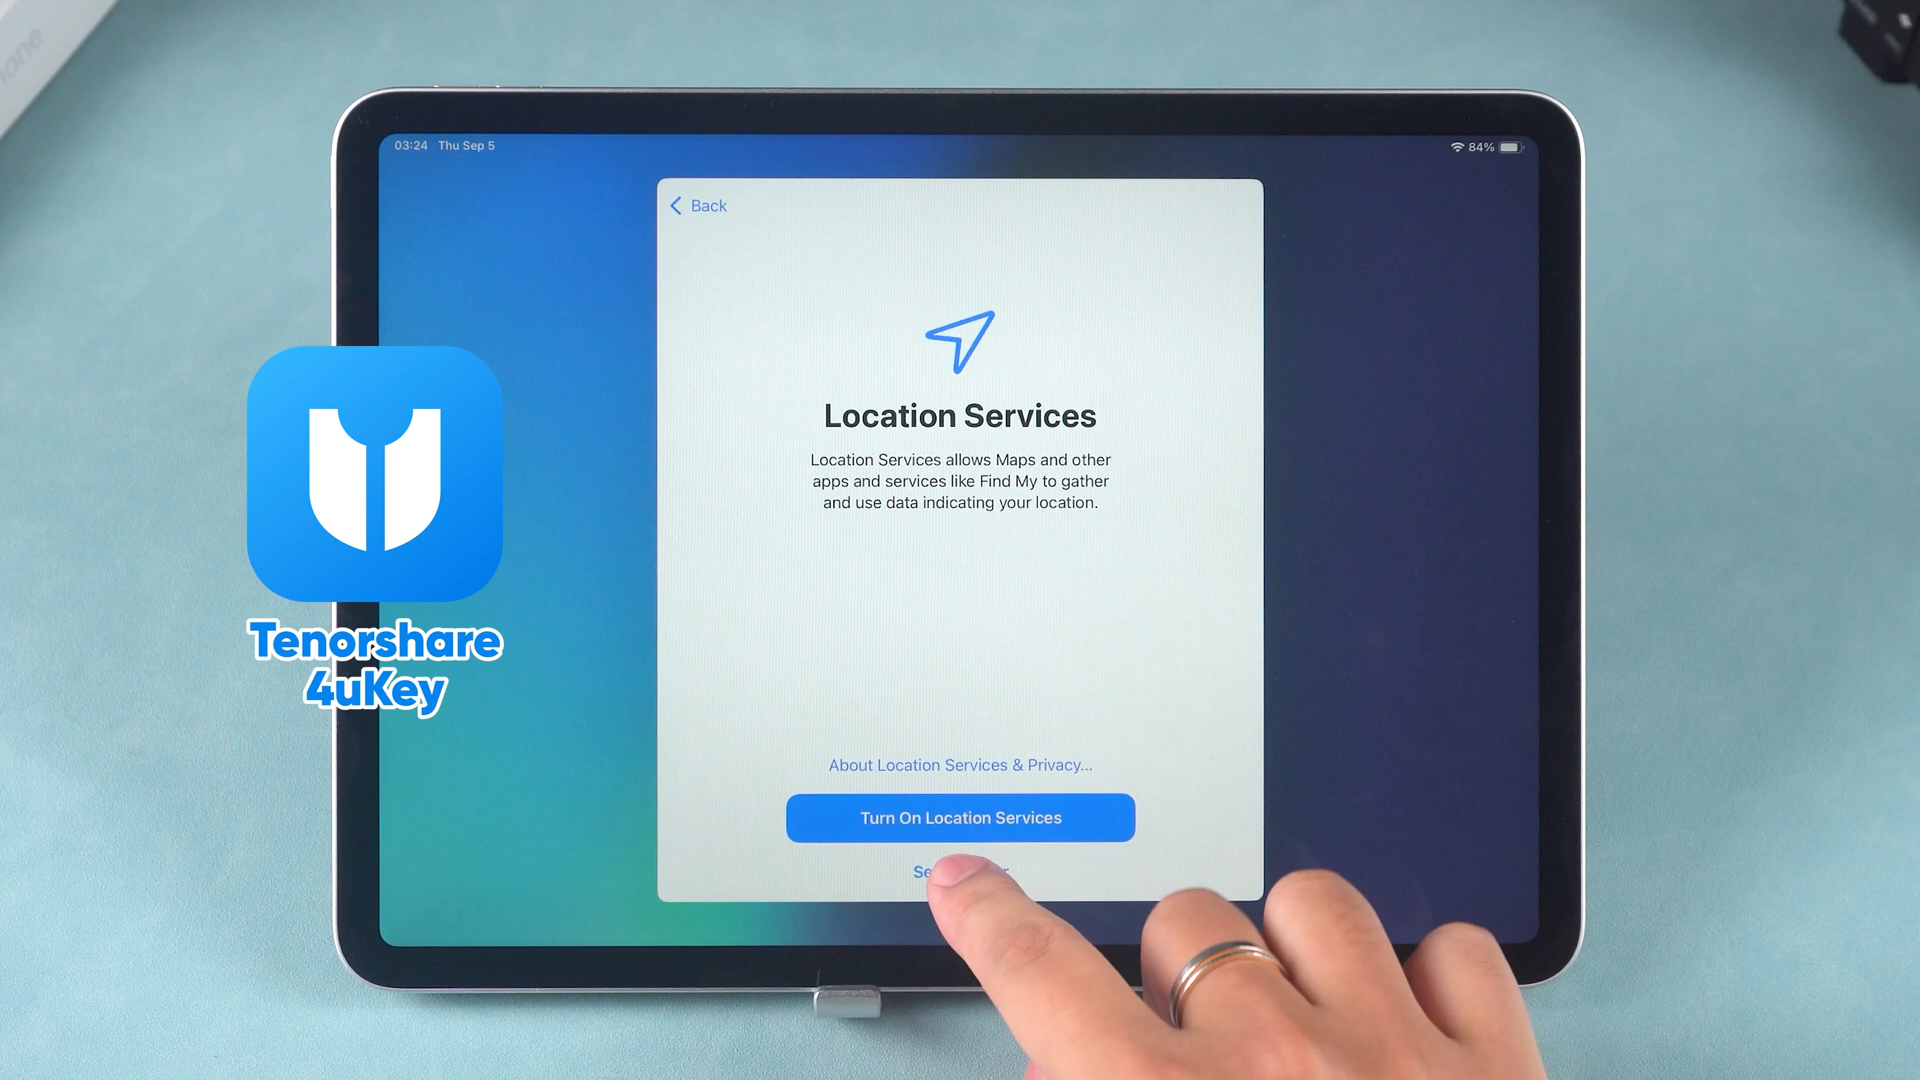 03:24 Thu Sep 5
84%
Back
Location Services
Location Services allows Maps and other
apps and services like Find My to gather
and use data indicating your location.
About Location Services & Privacy...
Turn On Location Services
Tenorshare
4uKey